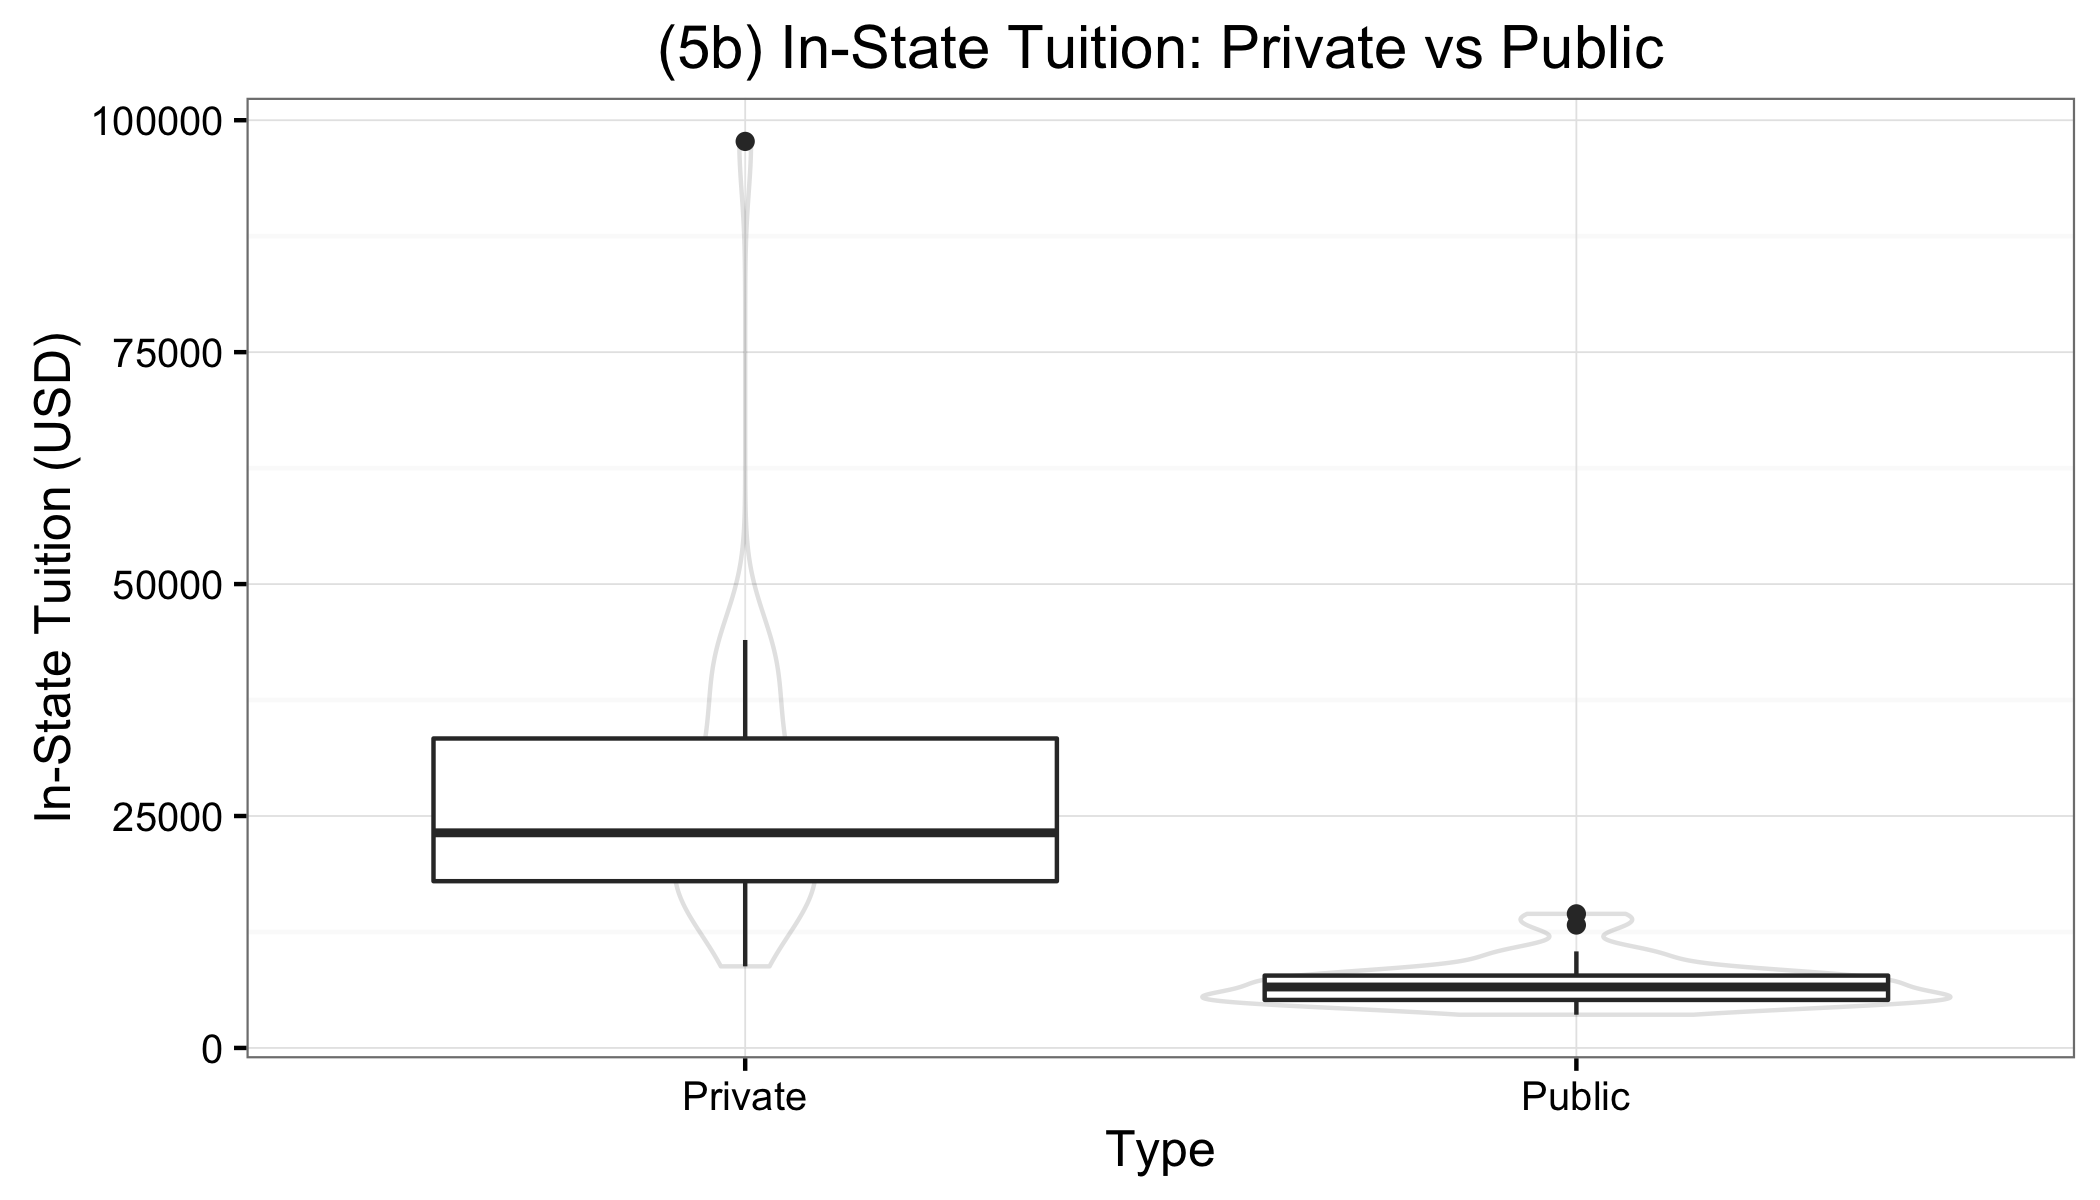 (5b) In-State Tuition: Private vs Public
In-State Tuition (USD)
100000
75000
50000
25000
0
Private
Public
Type